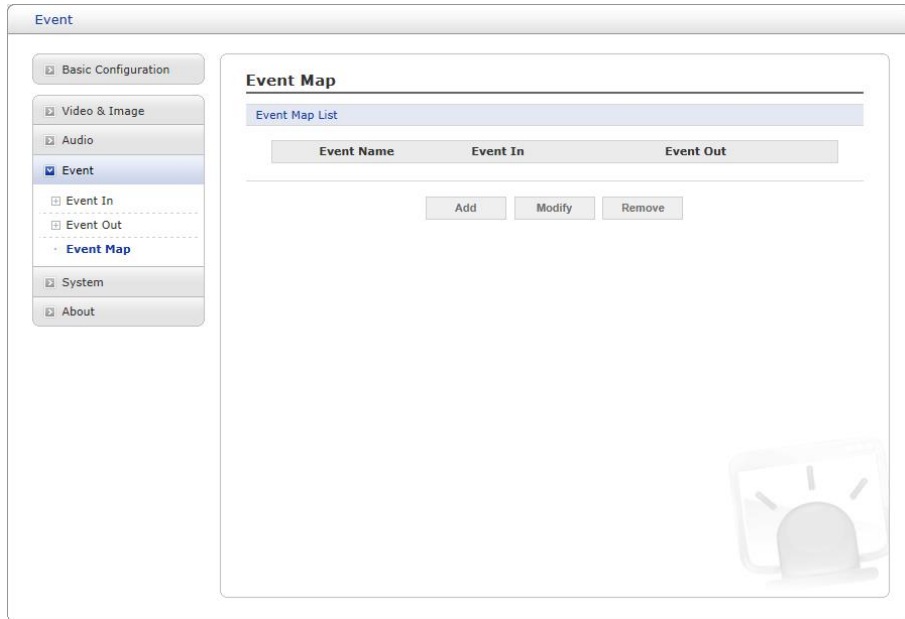 Event
Basic Configuration
Video & Image
Audio
Event
Event In
Event Out
Event Map
System
About
Event Map
Event Map List
Event Name Event In Event Out
Add Modify Remove